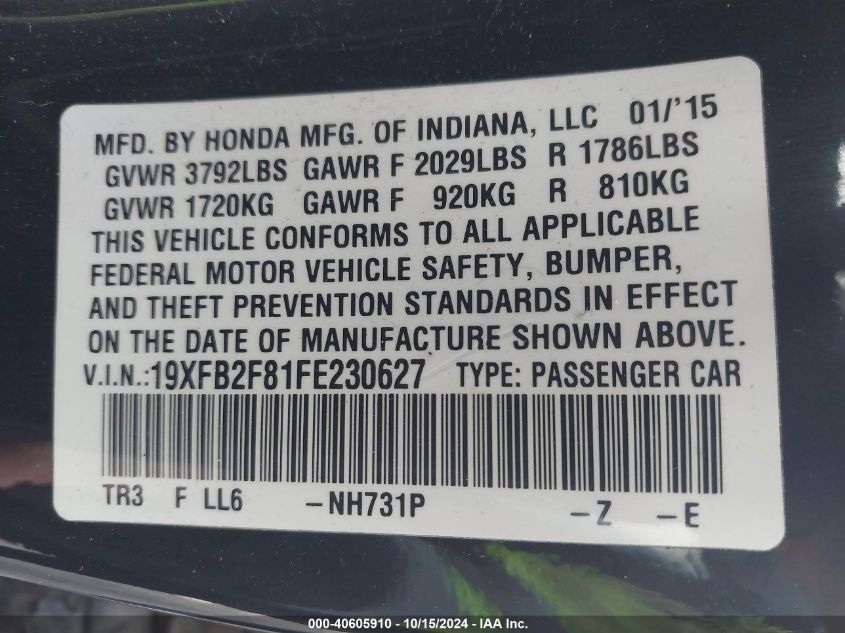 MFD. BY HONDA MFG. OF INDIANA, LLC 01/'15
GVWR 3792LBS GAWR F 2029LBS R 1786LBS
GVWR 1720KG GAWR F 920KG R 810KG
THIS VEHICLE CONFORMS TO ALL APPLICABLE
FEDERAL MOTOR VEHICLE SAFETY, BUMPER,
AND THEFT PREVENTION STANDARDS IN EFFECT
ON THE DATE OF MANUFACTURE SHOWN ABOVE.
V.I.N.:19XFB2F81FE230627 TYPE: PASSENGER CAR
TR3 F LL6 -NH731P -Z -E
000-40605910 - 10/15/2024 - IAA Inc.